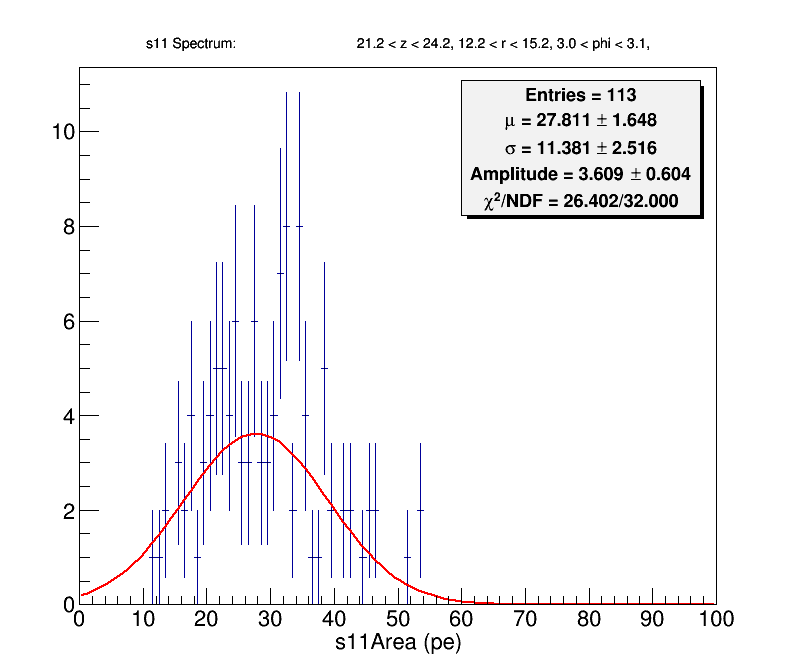 s11 Spectrum: 21.2 < z < 24.2, 12.2 < r < 15.2, 3.0 < phi < 3.1,
Entries = 113
μ = 27.811 ± 1.648
σ = 11.381 ± 2.516
Amplitude = 3.609 ± 0.604
χ²/NDF = 26.402/32.000
10
8
6
4
2
0
0 10 20 30 40 50 60 70 80 90 100
s11Area (pe)